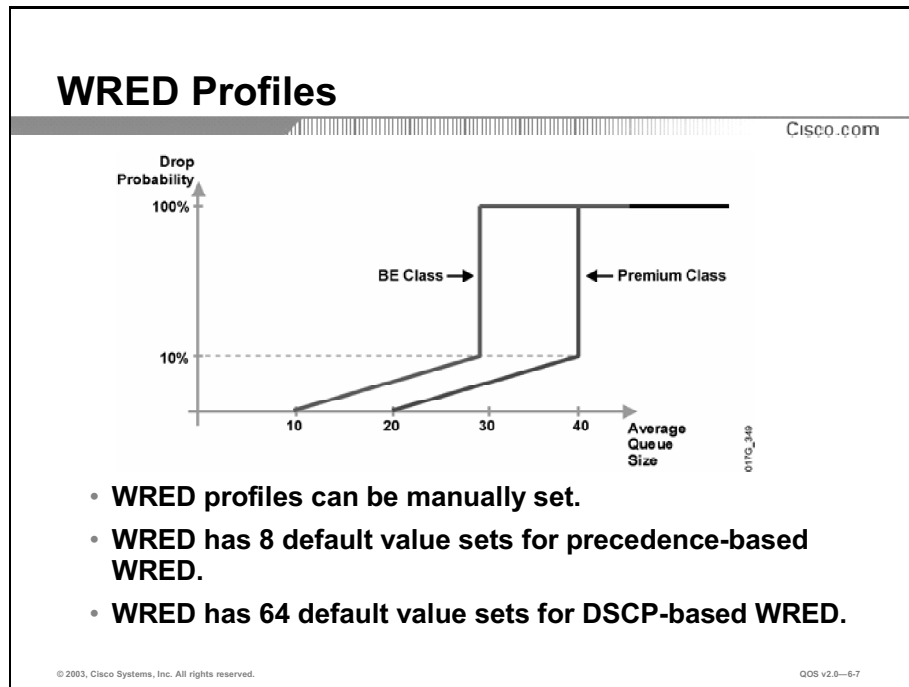 WRED Profiles
Cisco.com
Drop
Probability
100%
BE Class
Premium Class
10%
10
20
30
40
Average
Queue
Size
017G_349
• WRED profiles can be manually set.
• WRED has 8 default value sets for precedence-based
WRED.
• WRED has 64 default value sets for DSCP-based WRED.
© 2003, Cisco Systems, Inc. All rights reserved.
QOS v2.0—6-7